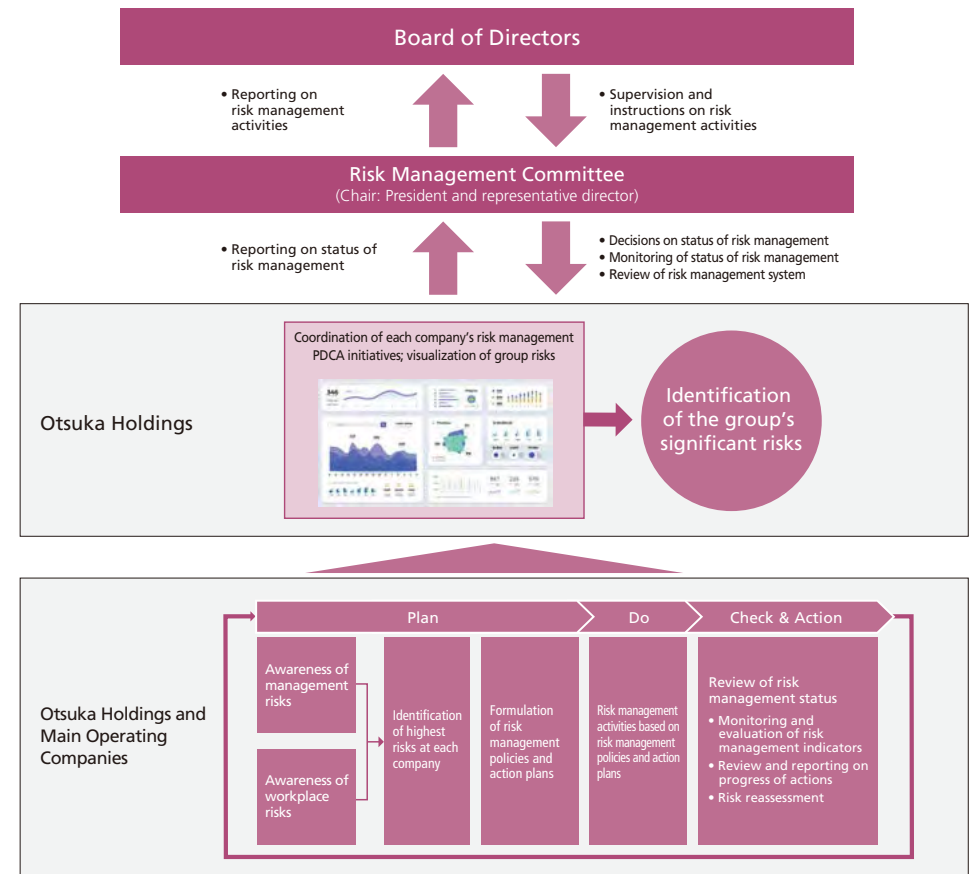 Board of Directors
• Reporting on
risk management
activities
• Supervision and
instructions on risk
management activities
Risk Management Committee
(Chair: President and representative director)
• Reporting on status of
risk management
• Decisions on status of risk management
• Monitoring of status of risk management
• Review of risk management system
Otsuka Holdings
Coordination of each company's risk management
PDCA initiatives; visualization of group risks
Identification
of the group's
significant risks
Otsuka Holdings and
Main Operating
Companies
Plan
Do
Check & Action
Awareness of
management
risks
Awareness of
workplace
risks
Identification
of highest
risks at each
company
Formulation
of risk
management
policies and
action plans
Risk management
activities based on
risk management
policies and action
plans
Review of risk
management status
• Monitoring and
evaluation of risk
management indicators
• Review and reporting on
progress of actions
• Risk reassessment